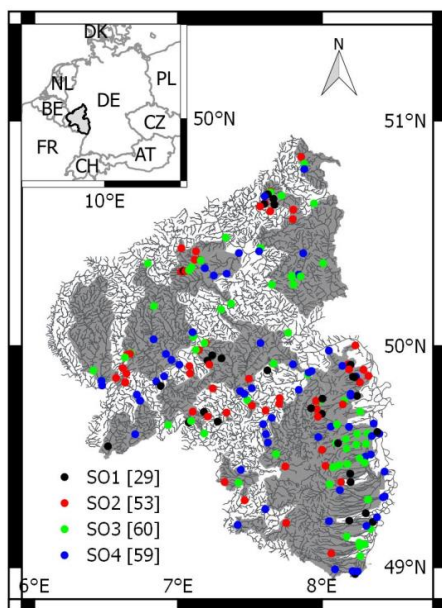 DK
NL
PL
BE
DE
50°N
CZ
FR
AT
CH
10°E
N
51°N
50°N
49°N
SO1 [29]
SO2 [53]
SO3 [60]
SO4 [59]
6°E
7°E
8°E